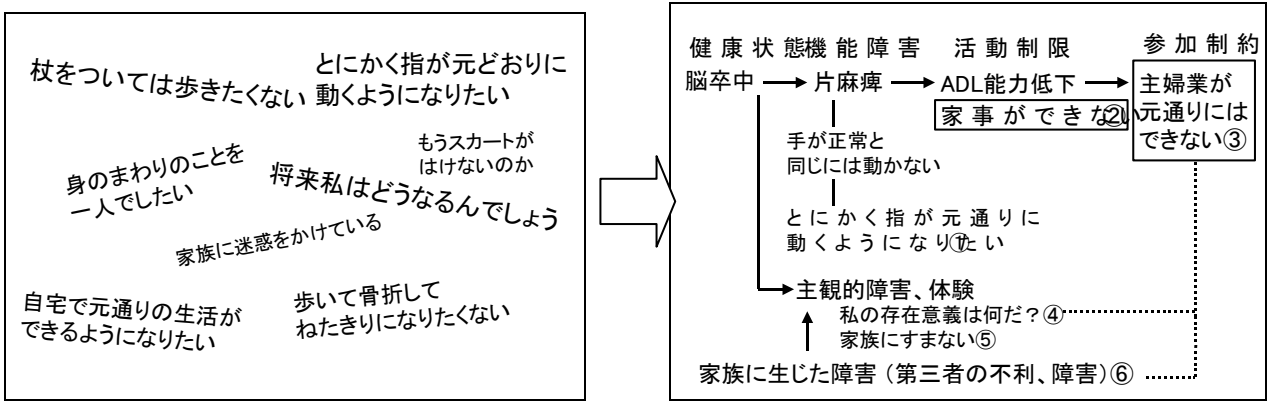 杖をついては歩きたくない
とにかく指が元どおりに
動くようになりたい
もうスカートが
はけないのか
身のまわりのことを
一人でしたい
将来私はどうなるんでしょう
家族に迷惑をかけている
自宅で元通りの生活が
できるようになりたい
歩いて骨折して
ねたきりになりたくない
健康状態機能障害 活動制限 参加制約
脳卒中 片麻痺 ADL能力低下 主婦業が
家事ができない② 元通りには
できない③
手が正常と
同じには動かない
とにかく指が元通りに
動くようになりたい①
主観的障害、体験
私の存在意義は何だ？④
家族にすまない⑤
家族に生じた障害（第三者の不利、障害）⑥